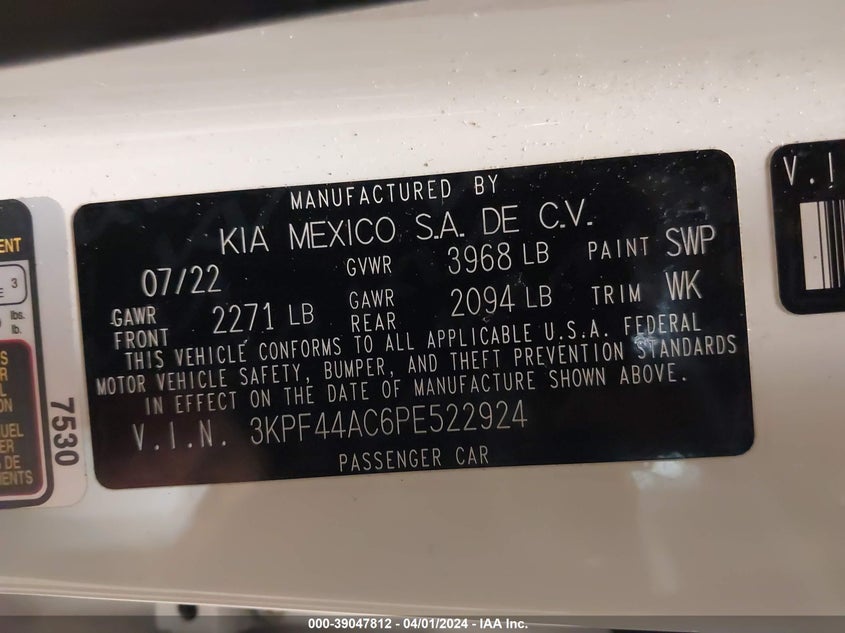 MANUFACTURED BY
KIA MEXICO S.A. DE C.V.
07/22 GVWR 3968 LB PAINT SWP
GAWR FRONT 2271 LB GAWR REAR 2094 LB TRIM WK
THIS VEHICLE CONFORMS TO ALL APPLICABLE U.S.A. FEDERAL
MOTOR VEHICLE SAFETY, BUMPER, AND THEFT PREVENTION STANDARDS
IN EFFECT ON THE DATE OF MANUFACTURE SHOWN ABOVE.
V.I.N. 3KPF44AC6PE522924
PASSENGER CAR
7530
3
lbs.
lb.
V.I
000-39047812 - 04/01/2024 - IAA Inc.